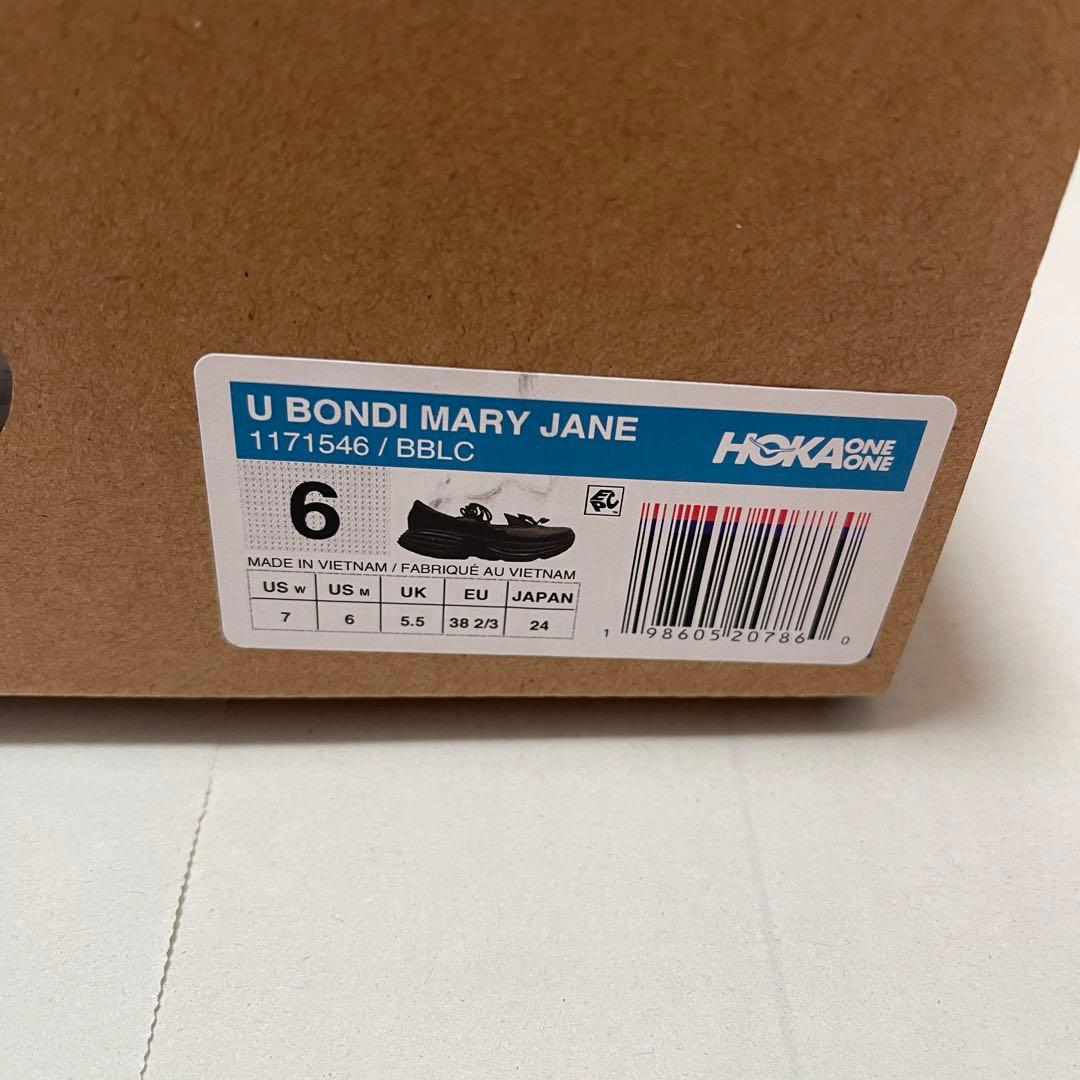 U BONDI MARY JANE
1171546 / BBLC
HOKA ONE ONE
6
EPC™
MADE IN VIETNAM / FABRIQUÉ AU VIETNAM
US W US M UK EU JAPAN
7 6 5.5 38 2/3 24
1 98605 20786 0